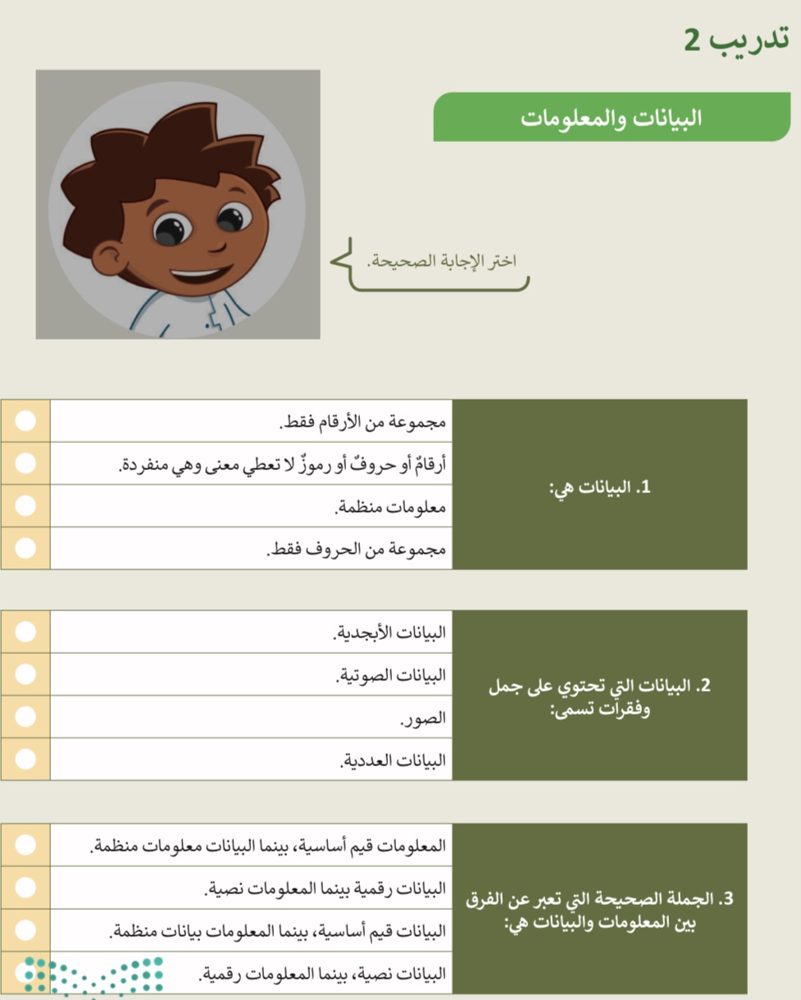 تدريب 2
البيانات والمعلومات
اختر الإجابة الصحيحة.
1. البيانات هي:
مجموعة من الأرقام فقط.
أرقامٌ أو حروفٌ أو رموزٌ لا تعطي معنى وهي منفردة.
معلومات منظمة.
مجموعة من الحروف فقط.
2. البيانات التي تحتوي على جمل
وفقرات تسمى:
البيانات الأبجدية.
البيانات الصوتية.
الصور.
البيانات العددية.
3. الجملة الصحيحة التي تعبر عن الفرق
بين المعلومات والبيانات هي:
المعلومات قيم أساسية، بينما البيانات معلومات منظمة.
البيانات رقمية بينما المعلومات نصية.
البيانات قيم أساسية، بينما المعلومات بيانات منظمة.
البيانات نصية، بينما المعلومات رقمية.